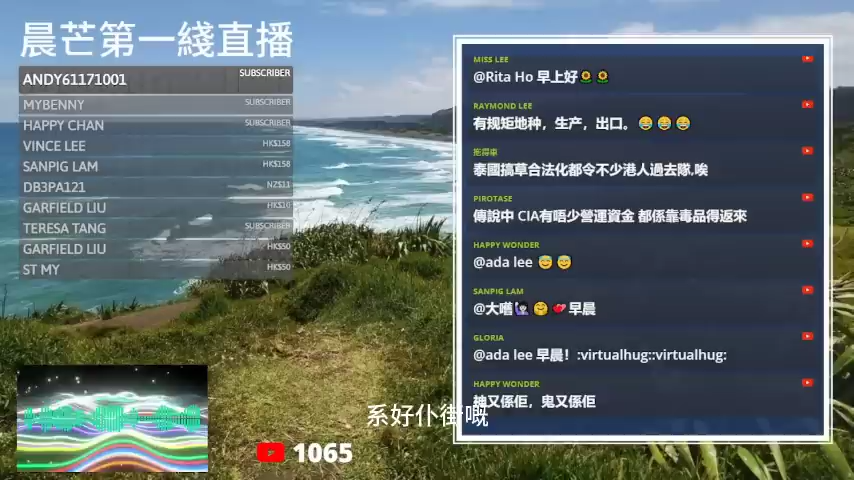 晨芒第一綫直播
ANDY61171001 SUBSCRIBER
MYBENNY SUBSCRIBER
HAPPY CHAN SUBSCRIBER
VINCE LEE HK$158
SANPIG LAM HK$158
DB3PA121 NZ$11
GARFIELD LIU HK$10
TERESA TANG SUBSCRIBER
GARFIELD LIU HK$50
ST MY HK$50
MISS LEE
@Rita Ho 早上好🌻🌻
RAYMOND LEE
有规矩地种，生产，出口。😂😂😂
拖得車
泰國搞草合法化都令不少港人過去隊,唉
PIROTASE
傳說中 CIA有唔少營運資金 都係靠毒品得返來
HAPPY WONDER
@ada lee 😇😇
SANPIG LAM
@大嚿🙋🏻‍♀️🤗💋早晨
GLORIA
@ada lee 早晨！:virtualhug::virtualhug:
HAPPY WONDER
神又係佢，鬼又係佢
系好仆街嘅
1065